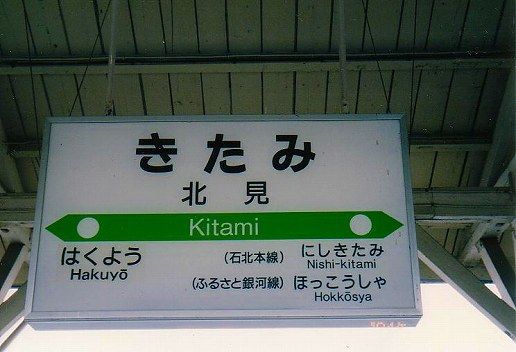 きたみ
北見
Kitami
はくよう
Hakuyō
(石北本線) にしきたみ
Nishi-kitami
(ふるさと銀河線) ほっこうしゃ
Hokkōsya